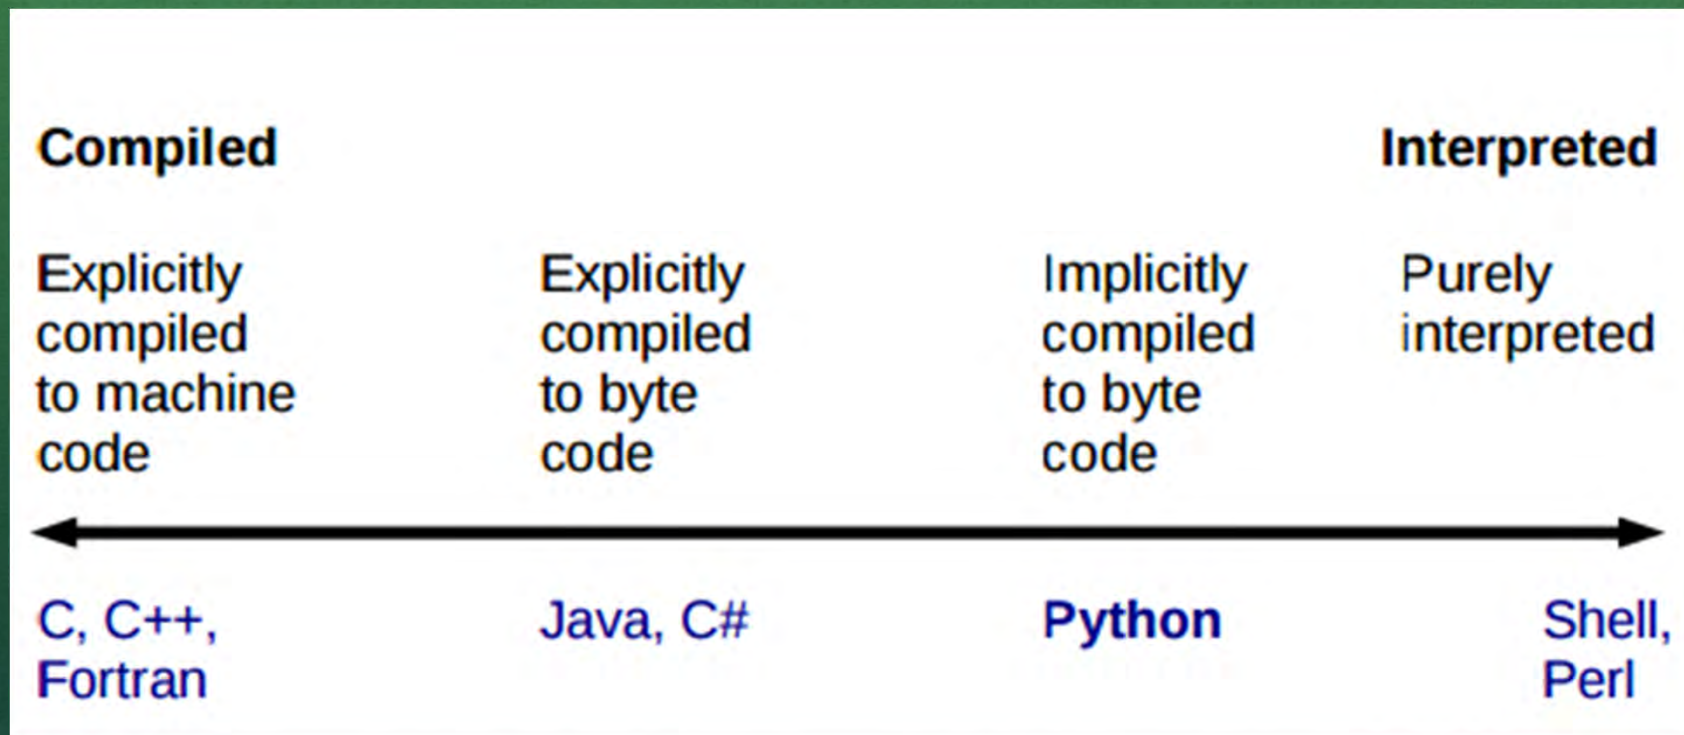 Compiled
Interpreted
Explicitly
compiled
to machine
code
Explicitly
compiled
to byte
code
Implicitly
compiled
to byte
code
Purely
interpreted
C, C++,
Fortran
Java, C#
Python
Shell,
Perl